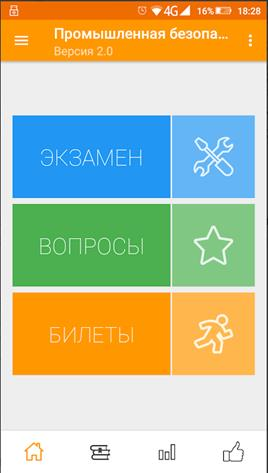 4G 16% 18:28
Промышленная безопа...
Версия 2.0
ЭКЗАМЕН
ВОПРОСЫ
БИЛЕТЫ